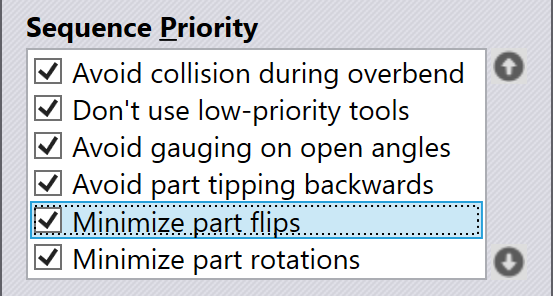 Sequence Priority
Avoid collision during overbend
Don't use low-priority tools
Avoid gauging on open angles
Avoid part tipping backwards
Minimize part flips
Minimize part rotations